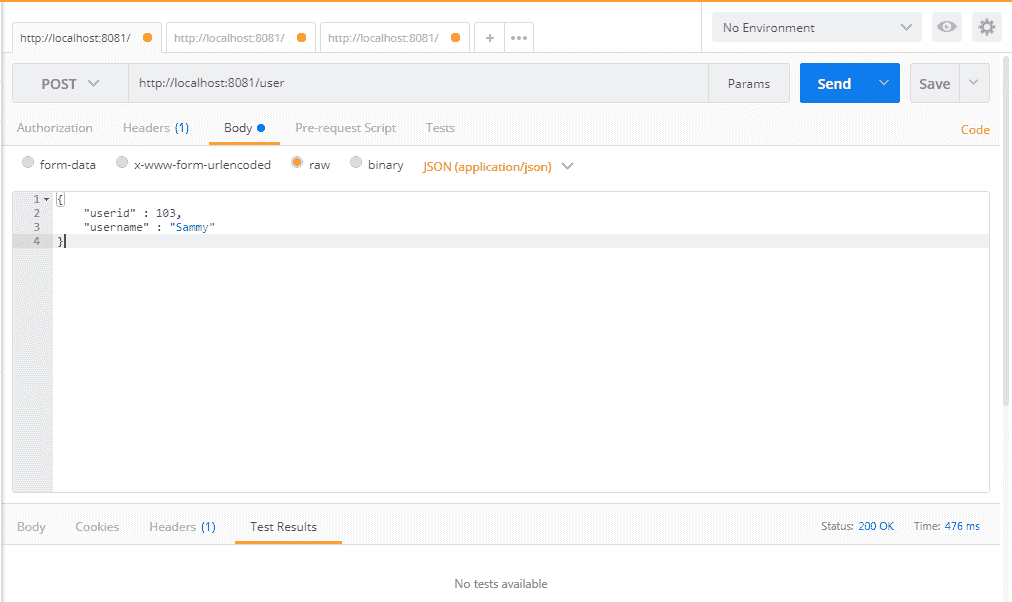 http://localhost:8081/ http://localhost:8081/ http://localhost:8081/ + ••• No Environment
POST http://localhost:8081/user Params Send Save
Authorization Headers (1) Body Pre-request Script Tests Code
form-data x-www-form-urlencoded raw binary JSON (application/json)
1 {
2 "userid" : 103,
3 "username" : "Sammy"
4 }
Body Cookies Headers (1) Test Results Status: 200 OK Time: 476 ms
No tests available